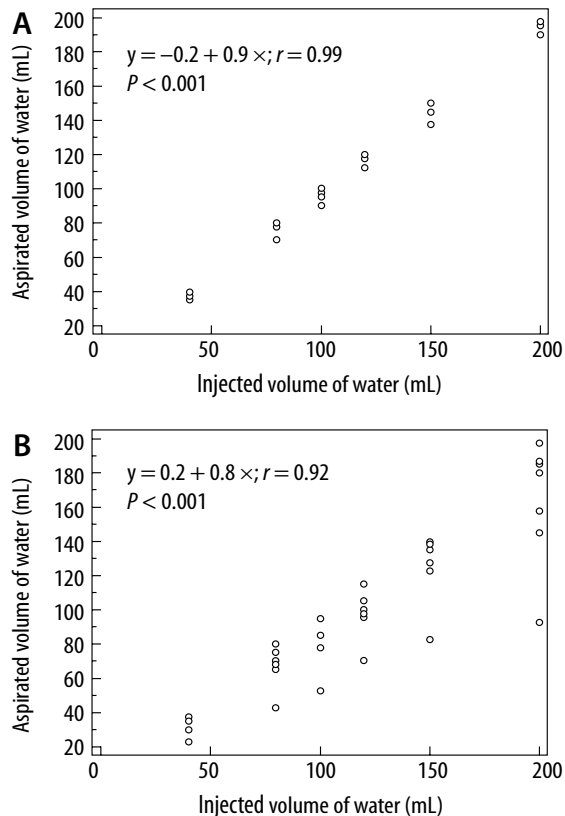 A
y = −0.2 + 0.9 ×; r = 0.99
P < 0.001
Aspirated volume of water (mL)
200
180
160
140
120
100
80
60
40
20
0 50 100 150 200
Injected volume of water (mL)
B
y = 0.2 + 0.8 ×; r = 0.92
P < 0.001
Aspirated volume of water (mL)
200
180
160
140
120
100
80
60
40
20
0 50 100 150 200
Injected volume of water (mL)